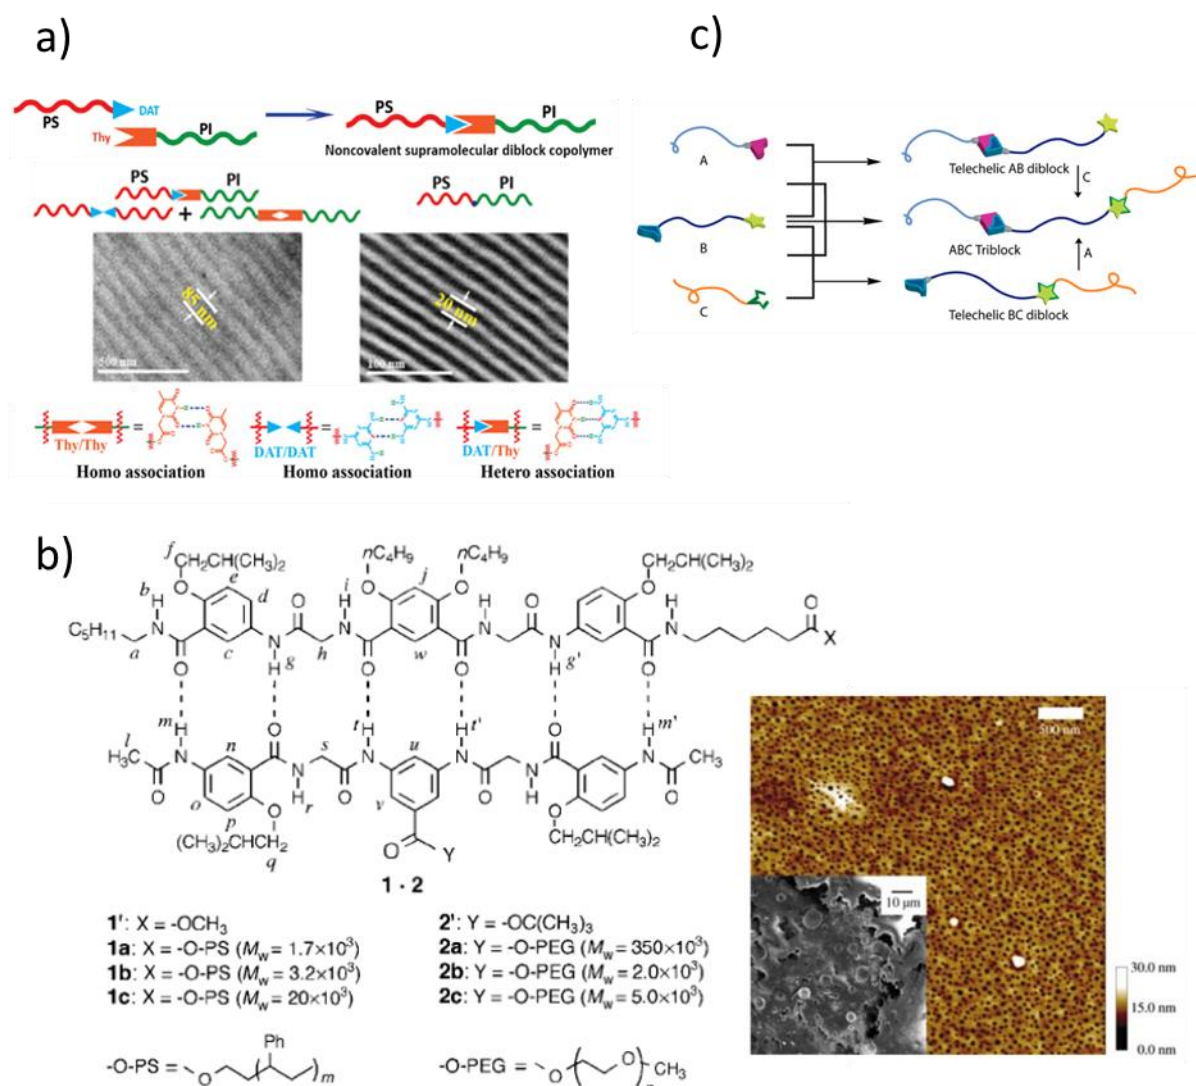 a)
PS
DAT
Thy
PI
PS
PI
Noncovalent supramolecular diblock copolymer
PS
PI
+
PS
PI
85 nm
500 nm
20 nm
100 nm
Thy/Thy
=
DAT/DAT
=
DAT/Thy
=
Homo association
Homo association
Hetero association
c)
A
B
C
Telechelic AB diblock
C
ABC Triblock
A
Telechelic BC diblock
b)
f CH2CH(CH3)2
nC4H9
nC4H9
CH2CH(CH3)2
b
H
O
e
d
O
i
H
O
j
O
O
H
O
O
H
O
C5H11
N
N
N
N
N
N
X
a
O
c
H
g
h
O
w
O
H
g'
O
m
H
O
t
H
H
t'
O
H
m'
l
H3C
N
n
s
N
u
N
N
CH3
O
o
p
O
N
H
r
O
v
O
H
O
O
(CH3)2CHCH2
q
O
Y
CH2CH(CH3)2
1 · 2
1': X = -OCH3
2': Y = -OC(CH3)3
1a: X = -O-PS (Mw = 1.7×10³)
2a: Y = -O-PEG (Mw = 350×10³)
1b: X = -O-PS (Mw = 3.2×10³)
2b: Y = -O-PEG (Mw = 2.0×10³)
1c: X = -O-PS (Mw = 20×10³)
2c: Y = -O-PEG (Mw = 5.0×10³)
Ph
-O-PS =
O
m
-O-PEG =
O
O
CH3
500 nm
10 μm
30.0 nm
15.0 nm
0.0 nm